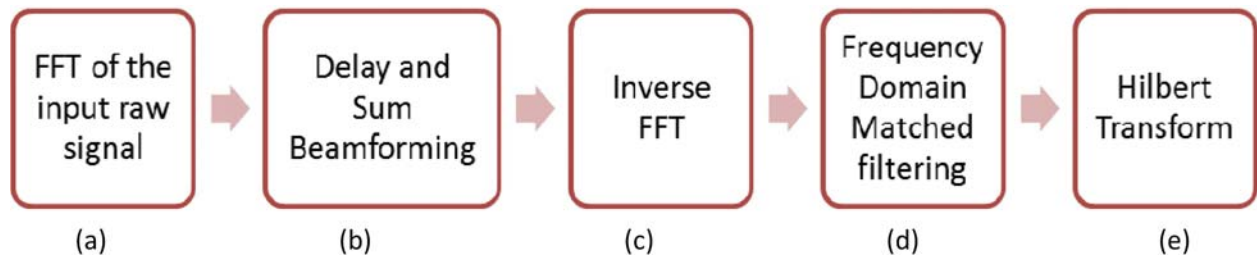 FFT of the
input raw
signal
Delay and
Sum
Beamforming
Inverse
FFT
Frequency
Domain
Matched
filtering
Hilbert
Transform
(a)
(b)
(c)
(d)
(e)